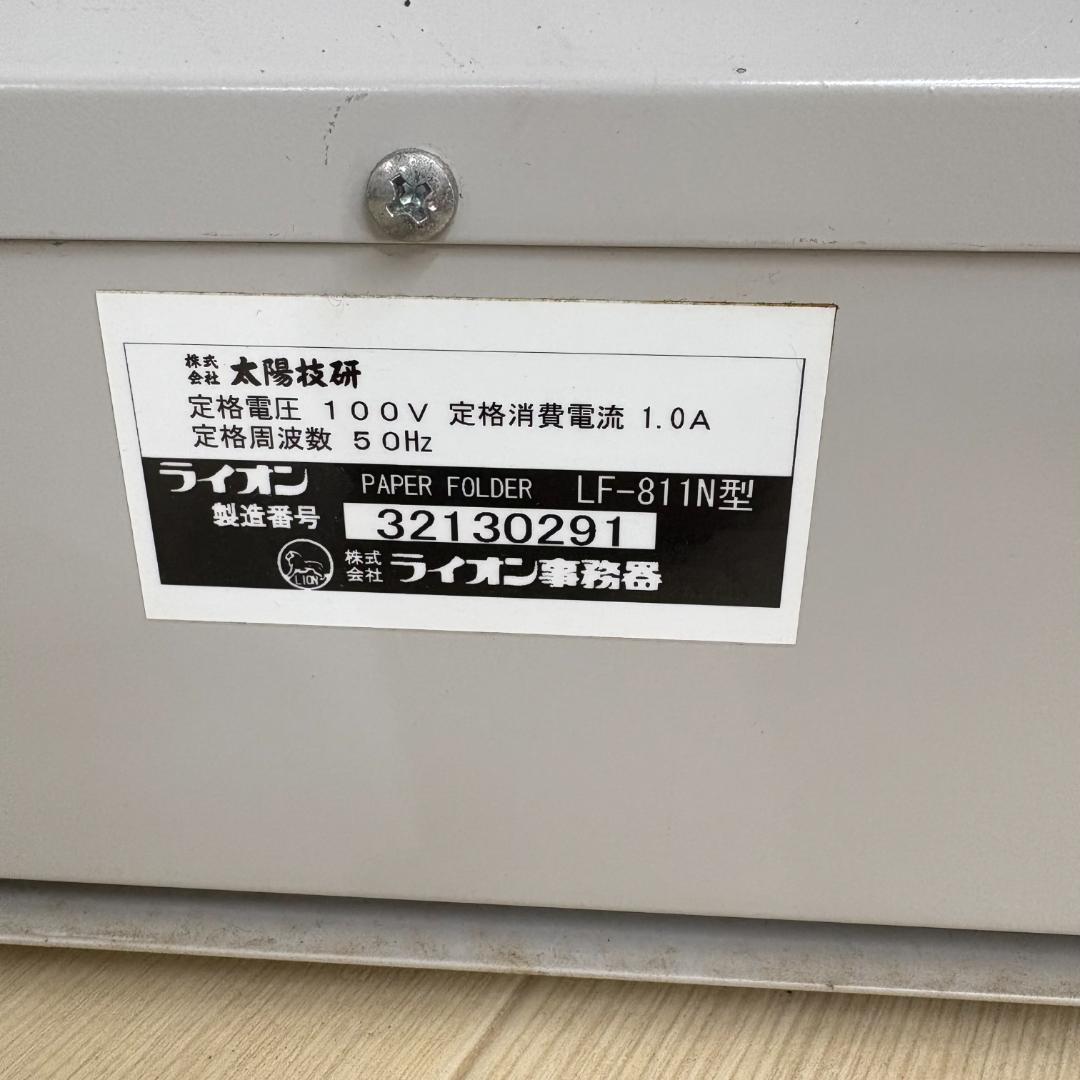 株式会社 太陽技研
定格電圧 100V 定格消費電流 1.0A
定格周波数 50Hz
ライオン PAPER FOLDER LF-811N型
製造番号 32130291
LION 株式会社 ライオン事務器